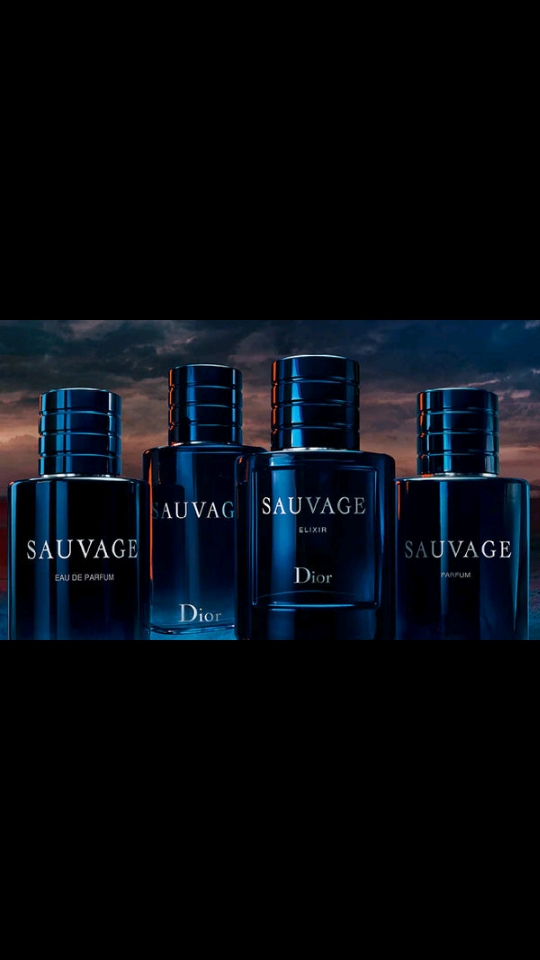 SAUVAGE
EAU DE PARFUM
SAUVAG
Dior
SAUVAGE
ELIXIR
Dior
SAUVAGE
PARFUM